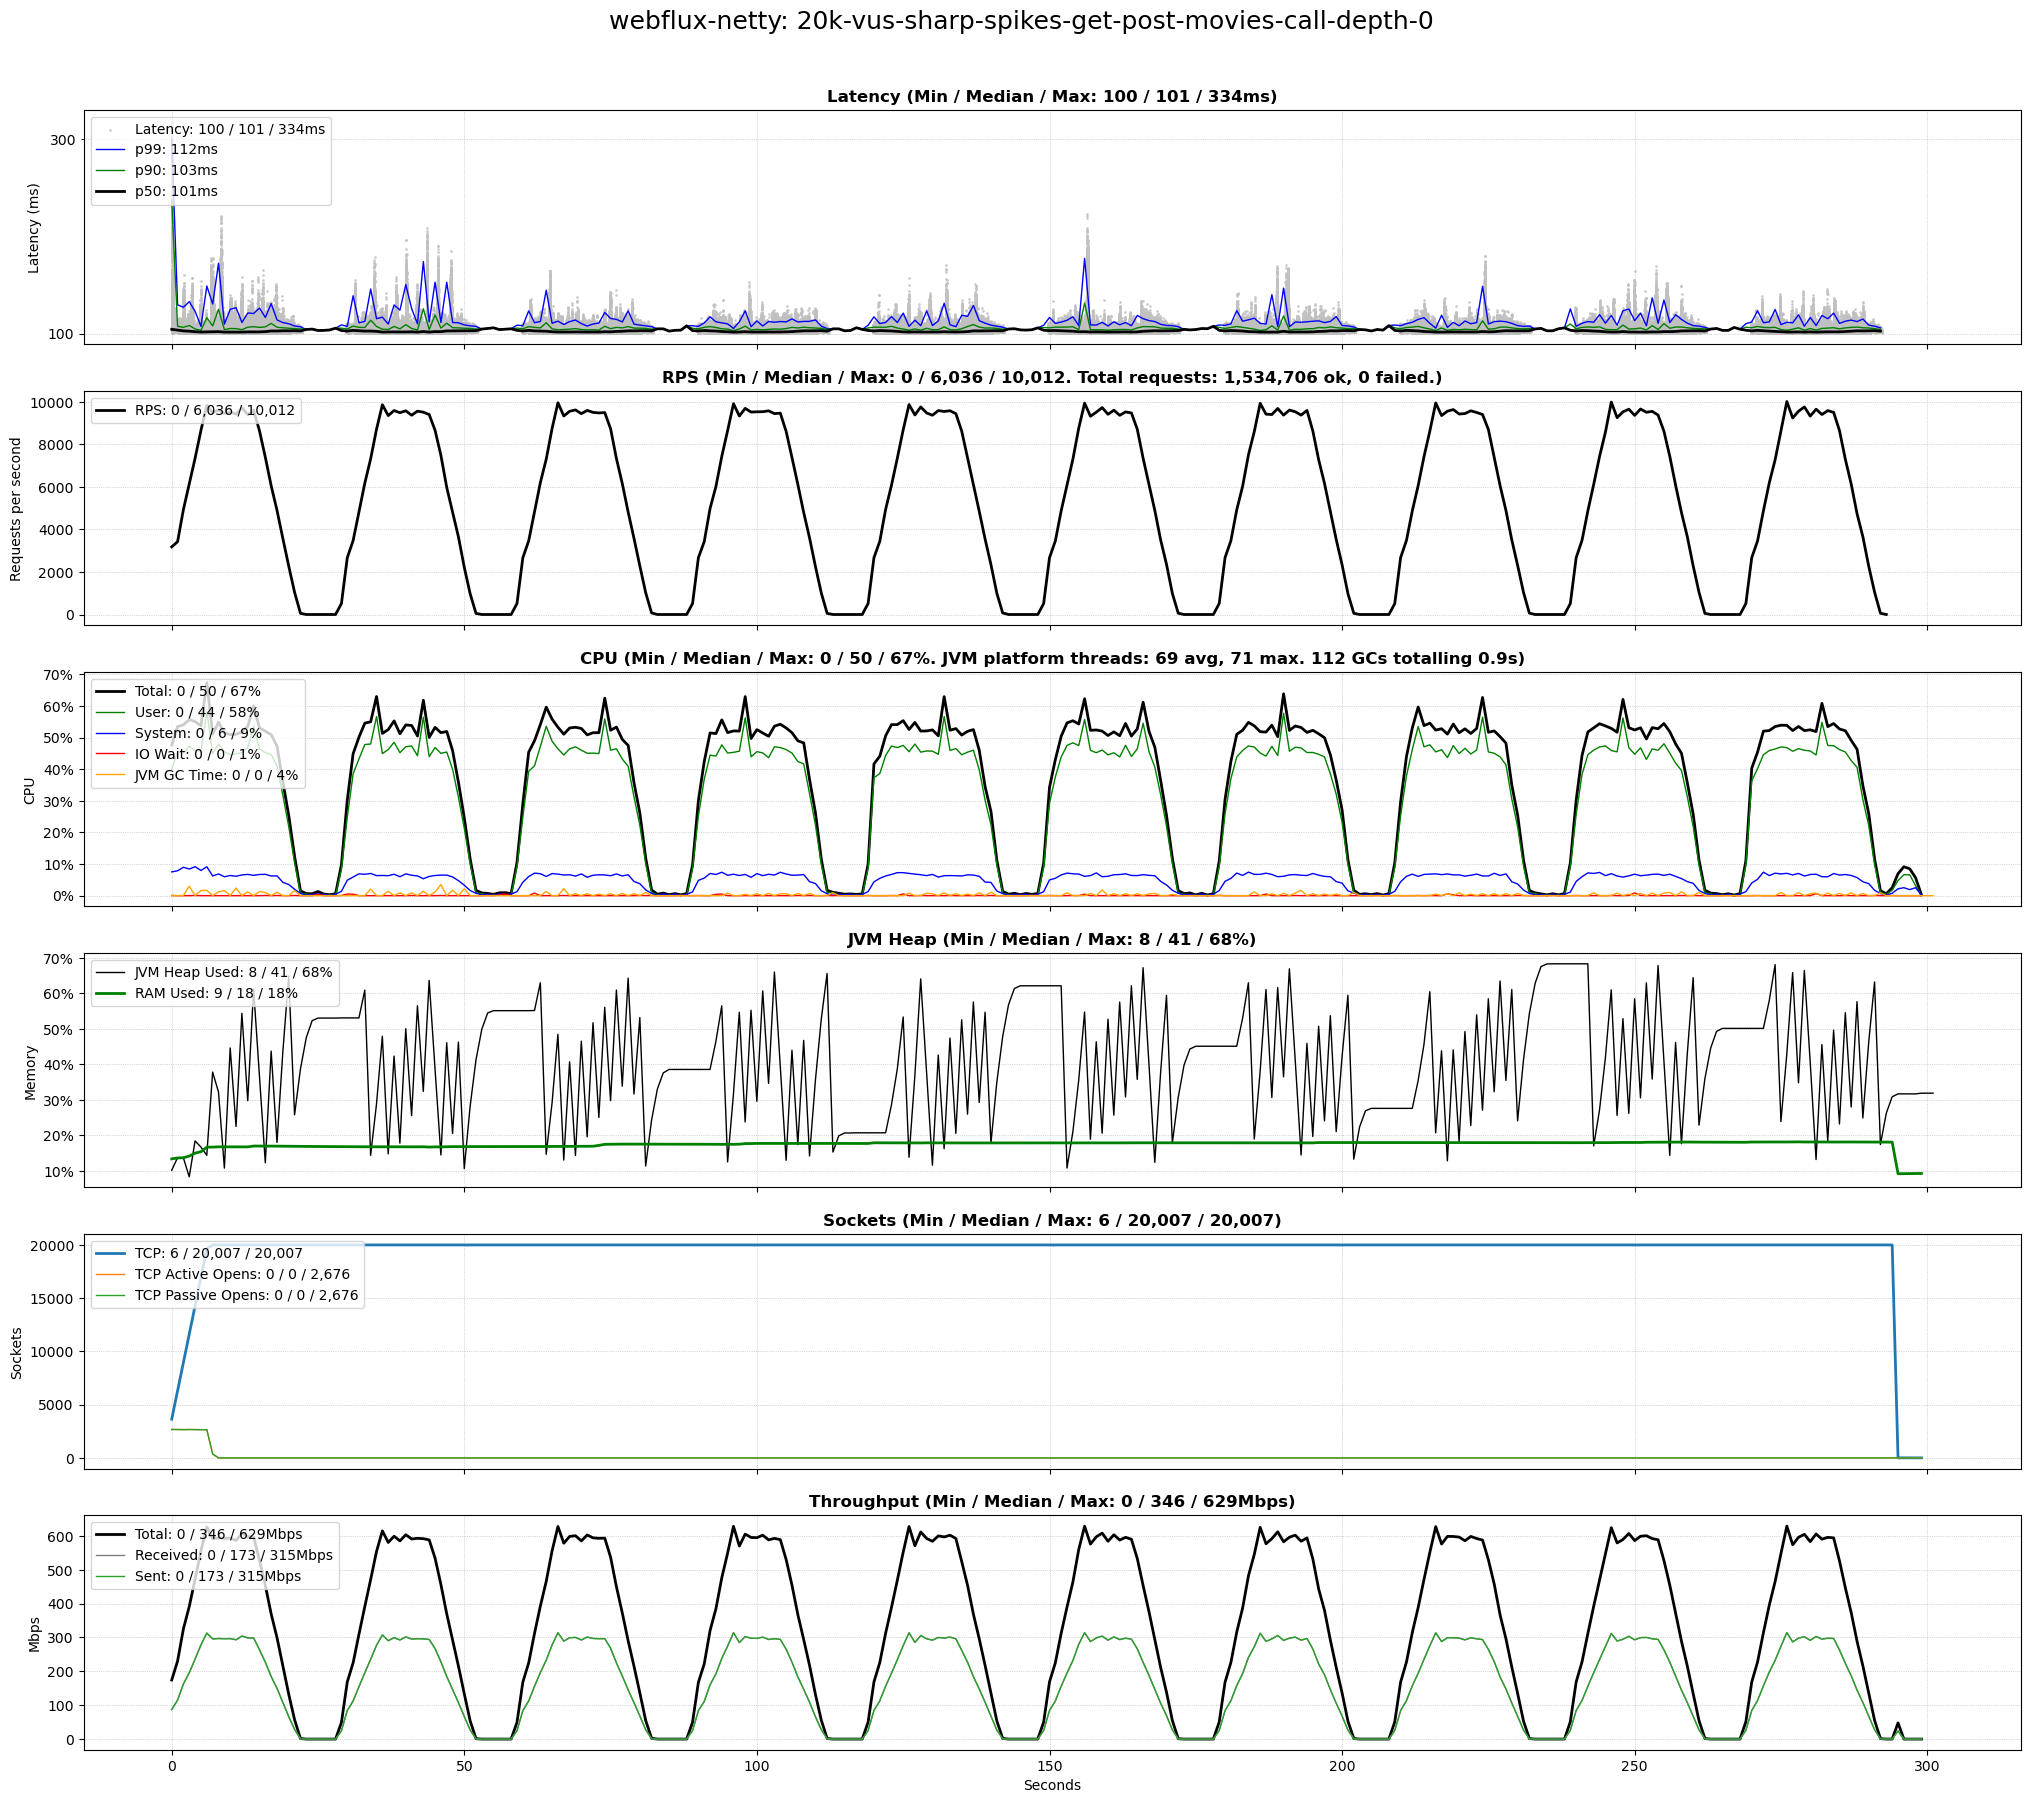 webflux-netty: 20k-vus-sharp-spikes-get-post-movies-call-depth-0
Latency (Min / Median / Max: 100 / 101 / 334ms)
Latency: 100 / 101 / 334ms
p99: 112ms
p90: 103ms
p50: 101ms
300
100
Latency (ms)
RPS (Min / Median / Max: 0 / 6,036 / 10,012. Total requests: 1,534,706 ok, 0 failed.)
RPS: 0 / 6,036 / 10,012
10000
8000
6000
4000
2000
0
Requests per second
CPU (Min / Median / Max: 0 / 50 / 67%. JVM platform threads: 69 avg, 71 max. 112 GCs totalling 0.9s)
Total: 0 / 50 / 67%
User: 0 / 44 / 58%
System: 0 / 6 / 9%
IO Wait: 0 / 0 / 1%
JVM GC Time: 0 / 0 / 4%
70%
60%
50%
40%
30%
20%
10%
0%
CPU
JVM Heap (Min / Median / Max: 8 / 41 / 68%)
JVM Heap Used: 8 / 41 / 68%
RAM Used: 9 / 18 / 18%
70%
60%
50%
40%
30%
20%
10%
Memory
Sockets (Min / Median / Max: 6 / 20,007 / 20,007)
TCP: 6 / 20,007 / 20,007
TCP Active Opens: 0 / 0 / 2,676
TCP Passive Opens: 0 / 0 / 2,676
20000
15000
10000
5000
0
Sockets
Throughput (Min / Median / Max: 0 / 346 / 629Mbps)
Total: 0 / 346 / 629Mbps
Received: 0 / 173 / 315Mbps
Sent: 0 / 173 / 315Mbps
600
500
400
300
200
100
0
Mbps
0 50 100 150 200 250 300
Seconds